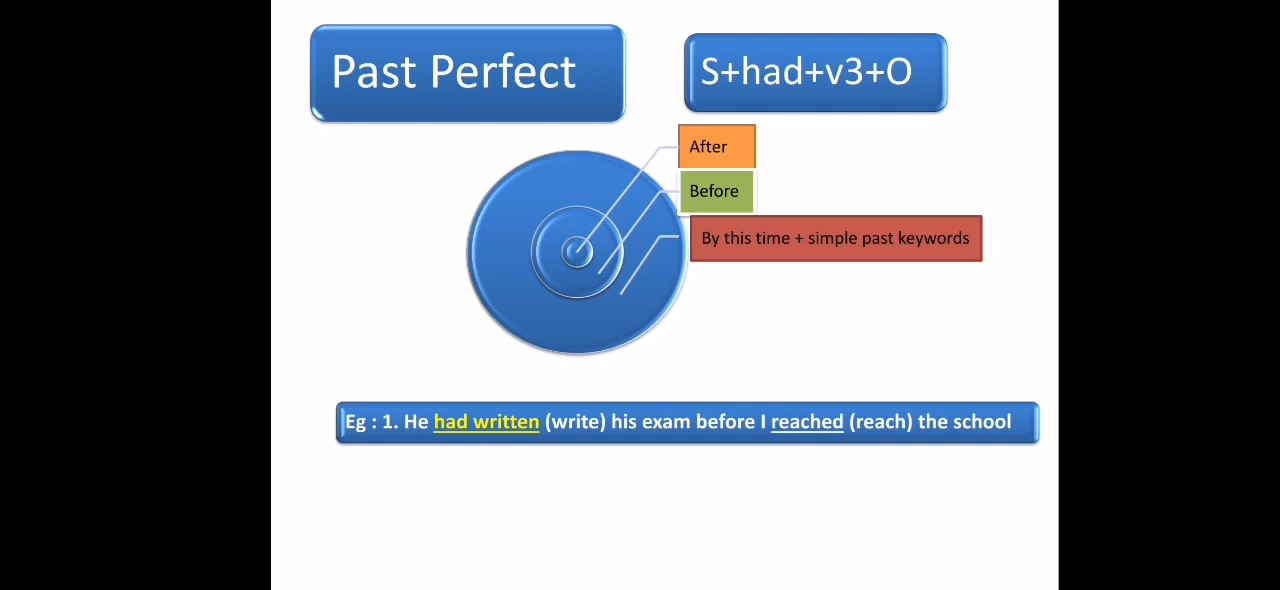 Past Perfect
S+had+v3+O
After
Before
By this time + simple past keywords
Eg : 1. He had written (write) his exam before I reached (reach) the school